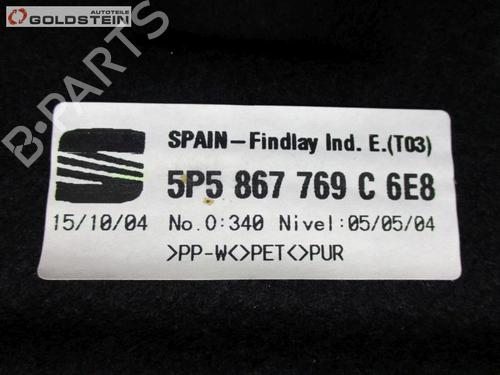 Autoteile
GOLDSTEIN
B-PARTS
SPAIN-Findlay Ind. E.(T03)
5P5 867 769 C 6E8
15/10/04 No.0:340 Nivel:05/05/04
>PP-W<>PET<>PUR